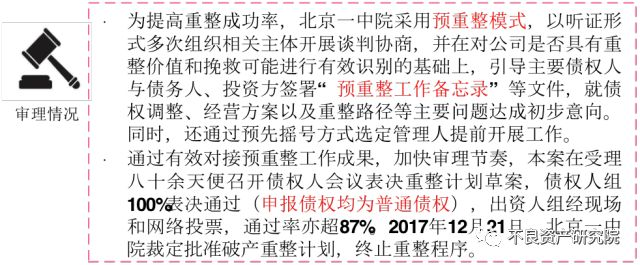 审理情况
· 为提高重整成功率，北京一中院采用预重整模式，以听证形
式多次组织相关主体开展谈判协商，并在对公司是否具有重
整价值和挽救可能进行有效识别的基础上，引导主要债权人
与债务人、投资方签署“ 预重整工作备忘录”等文件，就债
权调整、经营方案以及重整路径等主要问题达成初步意向。
同时，还通过预先摇号方式选定管理人提前开展工作。
· 通过有效对接预重整工作成果，加快审理节奏，本案在受理
八十余天便召开债权人会议表决重整计划草案，债权人组
100%表决通过（申报债权均为普通债权），出资人组经现场
和网络投票，通过率亦超87%。2017年12月21日，北京一中
院裁定批准破产重整计划，终止重整程序。
不良资产研究院